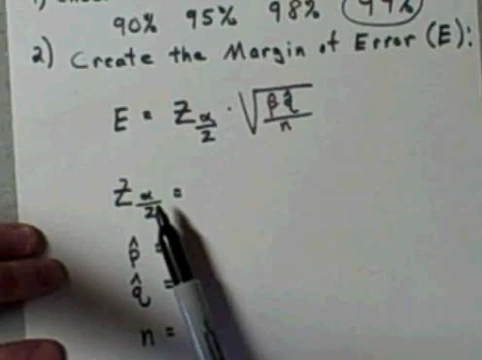 90% 95% 98% 99%
2) Create the Margin of Error (E):
E = Z α/2 · √(p̂ q̂ / n)
Z α/2 =
p̂ =
q̂ =
n =